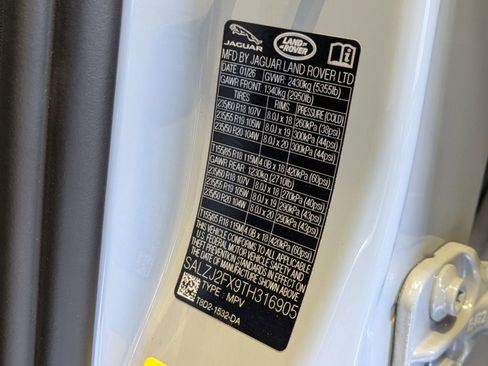 JAGUAR LAND ROVER
MFD BY JAGUAR LAND ROVER LTD
DATE 01/26 GVWR: 2430kg (5355lb)
GAWR FRONT: 1340kg (2950lb)
TYRES RIMS PRESSURE (COLD)
235/60 R18 107V 8.0J x 18 260kPa (38psi)
235/55 R19 105W 8.0J x 19 300kPa (44psi)
235/50 R20 104W 8.0J x 20 300kPa (44psi)
T155/85 R18 115M 4.0B x 18 420kPa (60psi)
GAWR REAR: 1230kg (2710lb)
235/60 R18 107V 8.0J x 18 270kPa (40psi)
235/55 R19 105W 8.0J x 19 290kPa (43psi)
235/50 R20 104W 8.0J x 20 290kPa (43psi)
T155/85 R18 115M 4.0B x 18 420kPa (60psi)
THIS VEHICLE CONFORMS TO ALL APPLICABLE
U.S. FEDERAL MOTOR VEHICLE SAFETY AND
THEFT PREVENTION STANDARDS IN EFFECT ON
THE DATE OF MANUFACTURE SHOWN ABOVE
SALZJ2FX9TH316905
TYPE: MPV
T8D2-1532-DA